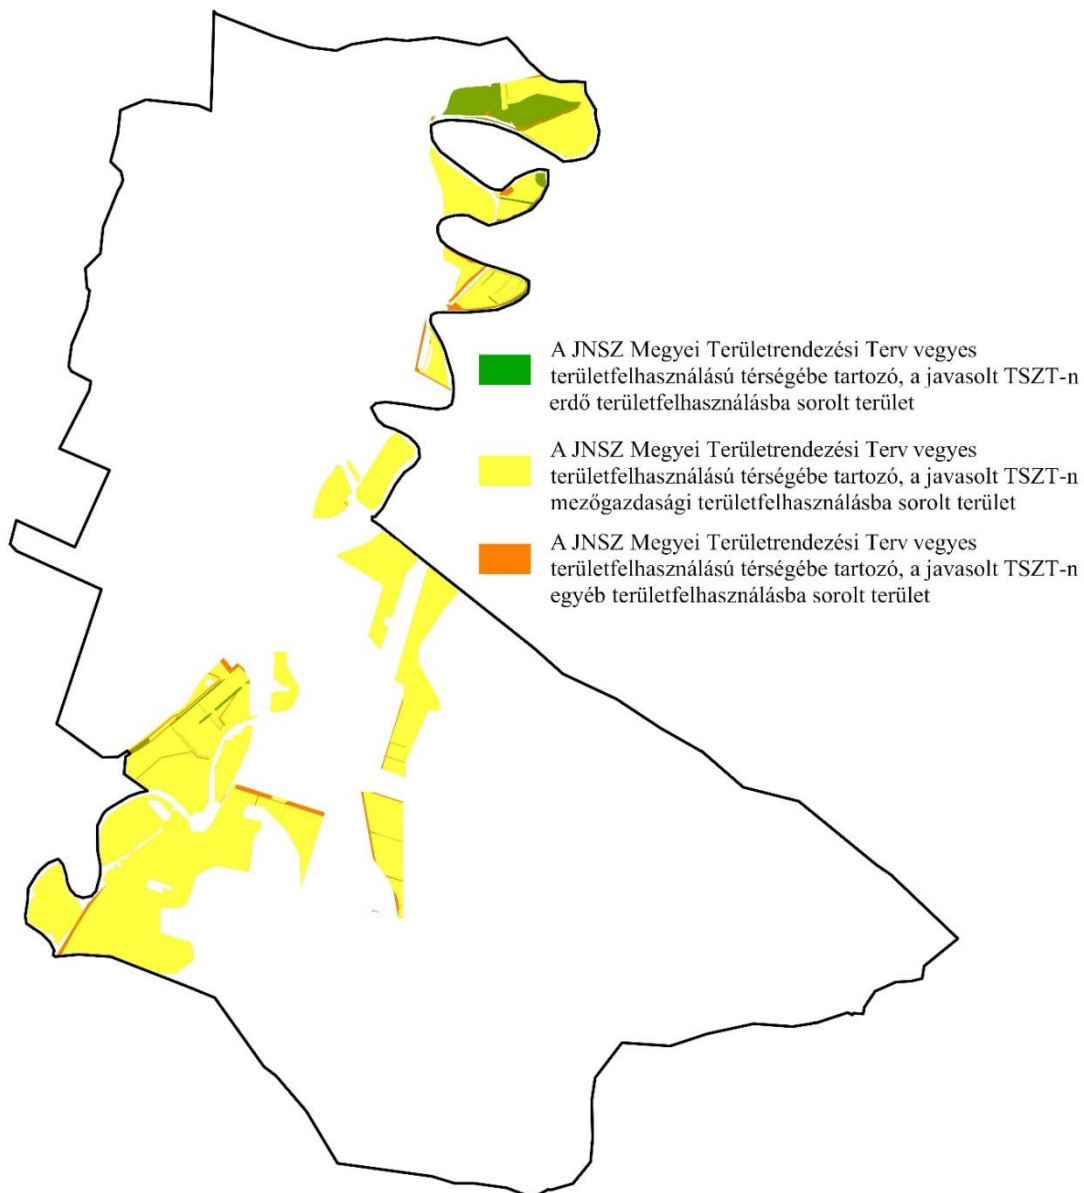 A JNSZ Megyei Területrendezési Terv vegyes
területfelhasználású térségébe tartozó, a javasolt TSZT-n
erdő területfelhasználásba sorolt terület
A JNSZ Megyei Területrendezési Terv vegyes
területfelhasználású térségébe tartozó, a javasolt TSZT-n
mezőgazdasági területfelhasználásba sorolt terület
A JNSZ Megyei Területrendezési Terv vegyes
területfelhasználású térségébe tartozó, a javasolt TSZT-n
egyéb területfelhasználásba sorolt terület